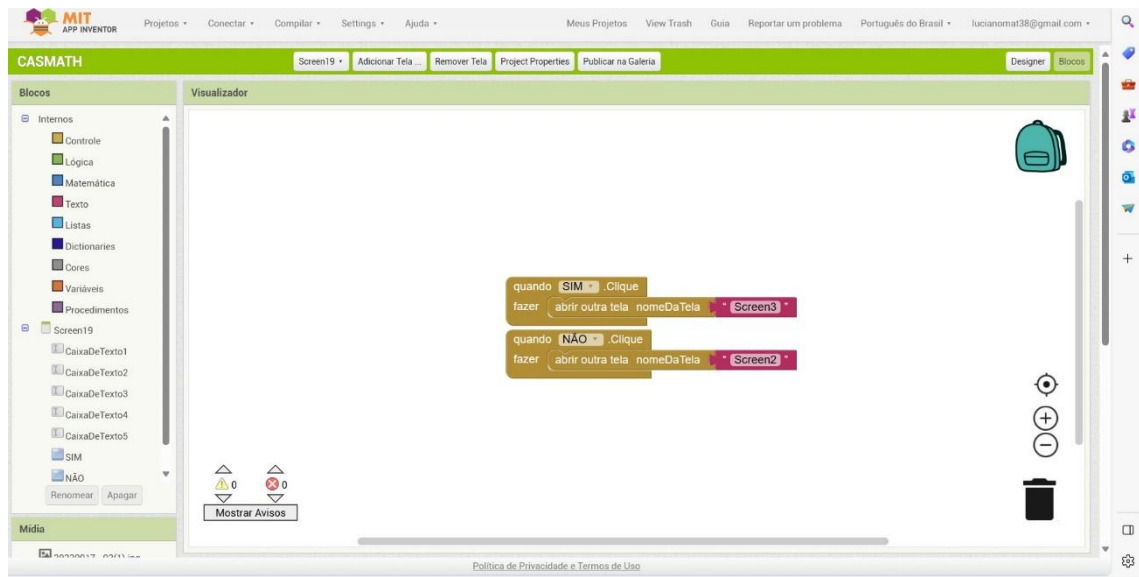 MIT
APP INVENTOR
Projetos Conectar Compilar Settings Ajuda Meus Projetos View Trash Guia Reportar um problema Português do Brasil lucianomat38@gmail.com
CASMATH Screen19 Adicionar Tela ... Remover Tela Project Properties Publicar na Galeria Designer Blocos
Blocos Visualizador
Internos
Controle
Lógica
Matemática
Texto
Listas
Dictionaries
Cores
Variáveis
Procedimentos
Screen19
CaixaDeTexto1
CaixaDeTexto2
CaixaDeTexto3
CaixaDeTexto4
CaixaDeTexto5
SIM
NÃO
Renomear Apagar
quando SIM .Clique
fazer abrir outra tela nomeDaTela " Screen3 "
quando NÃO .Clique
fazer abrir outra tela nomeDaTela " Screen2 "
0 0
Mostrar Avisos
Mídia
Política de Privacidade e Termos de Uso